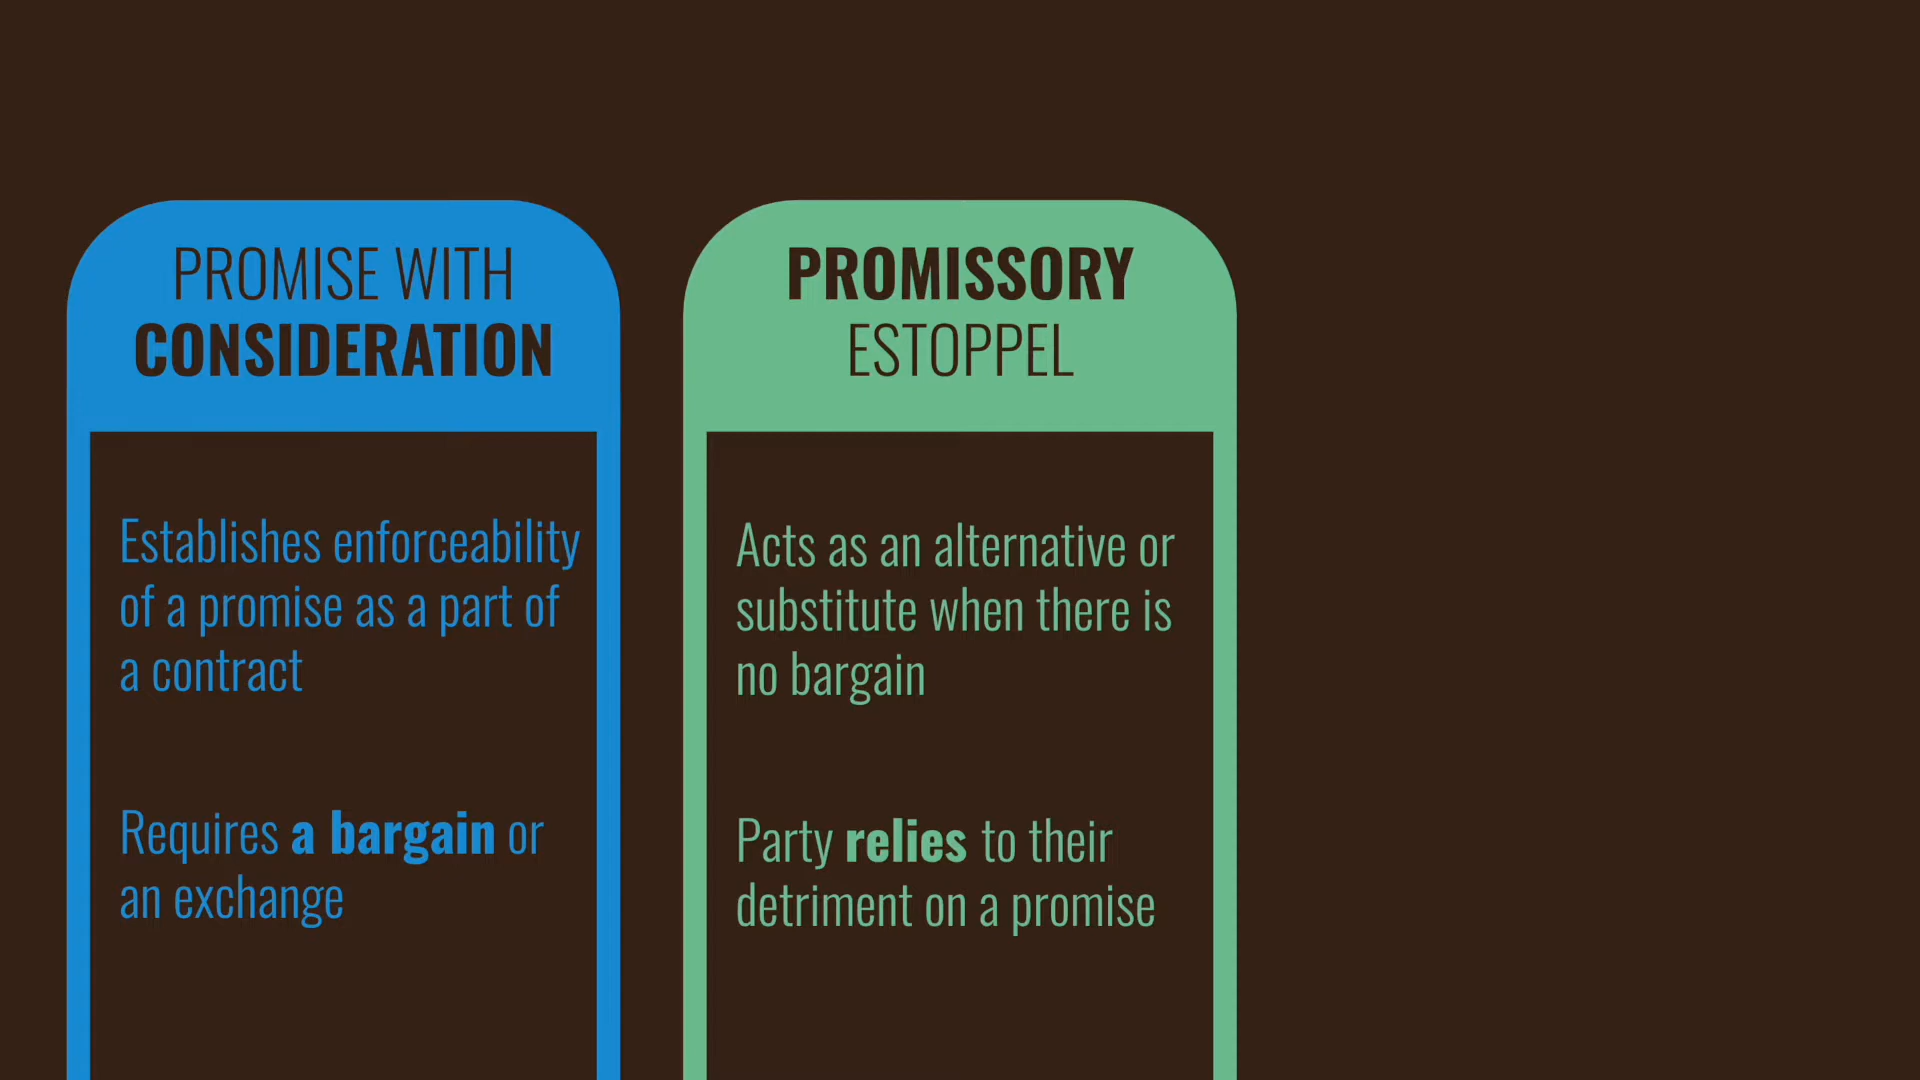 PROMISE WITH
CONSIDERATION
Establishes enforceability
of a promise as a part of
a contract
Requires a bargain or
an exchange
PROMISSORY
ESTOPPEL
Acts as an alternative or
substitute when there is
no bargain
Party relies to their
detriment on a promise